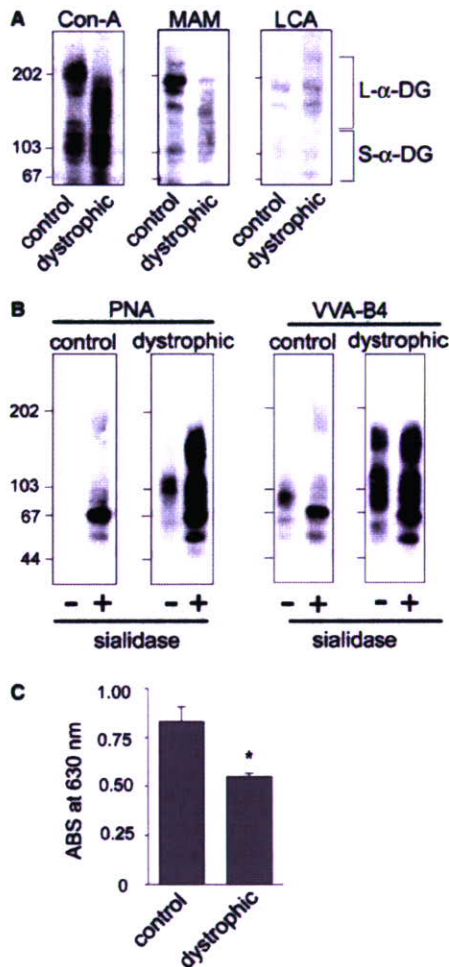 A
Con-A MAM LCA
202
103
67
L-α-DG
S-α-DG
control dystrophic control dystrophic control dystrophic
B
PNA VVA-B4
control dystrophic control dystrophic
202
103
67
44
- + - + - + - +
sialidase sialidase
C
ABS at 630 nm
1.00
0.75
0.50
0.25
0
*
control dystrophic